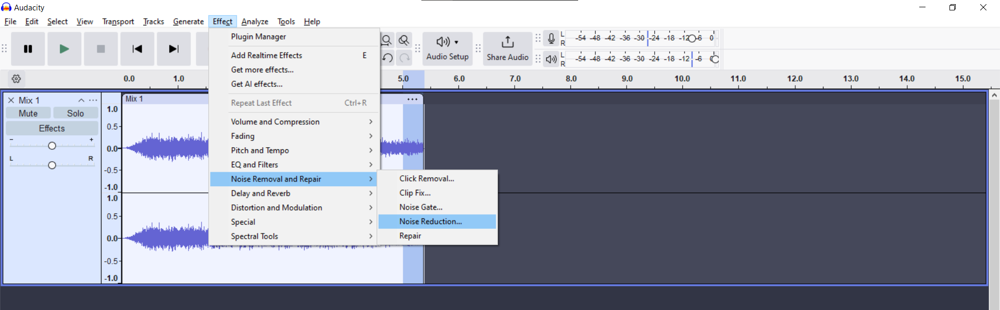 Audacity
File Edit Select View Transport Tracks Generate Effect Analyze Tools Help
Plugin Manager
Add Realtime Effects E
Get more effects...
Get AI effects...
Repeat Last Effect Ctrl+R
Volume and Compression
Fading
Pitch and Tempo
EQ and Filters
Noise Removal and Repair
Delay and Reverb
Distortion and Modulation
Special
Spectral Tools
Click Removal...
Clip Fix...
Noise Gate...
Noise Reduction...
Repair
Audio Setup
Share Audio
L
R
-54 -48 -42 -36 -30 -24 -18 -12 -6 0
L
R
-54 -48 -42 -36 -30 -24 -18 -12 -6 0
0.0 1.0 5.0 6.0 7.0 8.0 9.0 10.0 11.0 12.0 13.0 14.0 15.0
Mix 1
Mute Solo
Effects
- +
L R
1.0
0.5
0.0
-0.5
-1.0
1.0
0.5
0.0
-0.5
-1.0
Mix 1